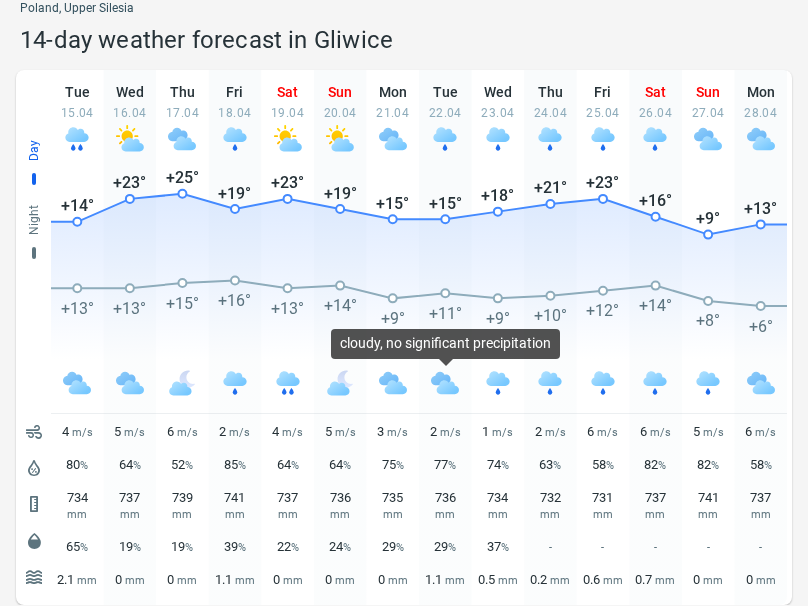 Poland, Upper Silesia
14-day weather forecast in Gliwice
Tue Wed Thu Fri Sat Sun Mon Tue Wed Thu Fri Sat Sun Mon
15.04 16.04 17.04 18.04 19.04 20.04 21.04 22.04 23.04 24.04 25.04 26.04 27.04 28.04
Day
+14° +23° +25° +19° +23° +19° +15° +15° +18° +21° +23° +16° +9° +13°
Night
+13° +13° +15° +16° +13° +14° +9° +11° +9° +10° +12° +14° +8° +6°
cloudy, no significant precipitation
4 m/s 5 m/s 6 m/s 2 m/s 4 m/s 5 m/s 3 m/s 2 m/s 1 m/s 2 m/s 6 m/s 6 m/s 5 m/s 6 m/s
80% 64% 52% 85% 64% 64% 75% 77% 74% 63% 58% 82% 82% 58%
734 737 739 741 737 736 735 736 734 732 731 737 741 737
mm mm mm mm mm mm mm mm mm mm mm mm mm mm
65% 19% 19% 39% 22% 24% 29% 29% 37% - - - - -
2.1 mm 0 mm 0 mm 1.1 mm 0 mm 0 mm 0 mm 1.1 mm 0.5 mm 0.2 mm 0.6 mm 0.7 mm 0 mm 0 mm